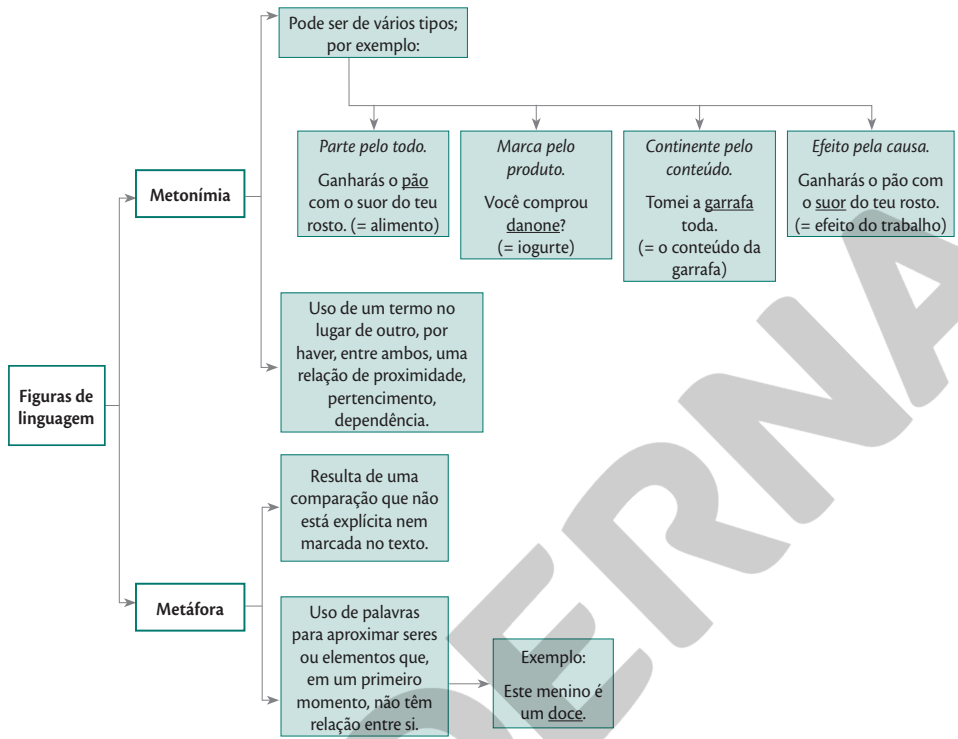 Pode ser de vários tipos;
por exemplo:
Parte pelo todo.
Ganharás o pão
com o suor do teu
rosto. (= alimento)
Marca pelo
produto.
Você comprou
danone?
(= iogurte)
Continente pelo
conteúdo.
Tomei a garrafa
toda.
(= o conteúdo da
garrafa)
Efeito pela causa.
Ganharás o pão com
o suor do teu rosto.
(= efeito do trabalho)
Metonímia
Uso de um termo no
lugar de outro, por
haver, entre ambos, uma
relação de proximidade,
pertencimento,
dependência.
Figuras de
linguagem
Resulta de uma
comparação que não
está explícita nem
marcada no texto.
Metáfora
Uso de palavras
para aproximar seres
ou elementos que,
em um primeiro
momento, não têm
relação entre si.
Exemplo:
Este menino é
um doce.